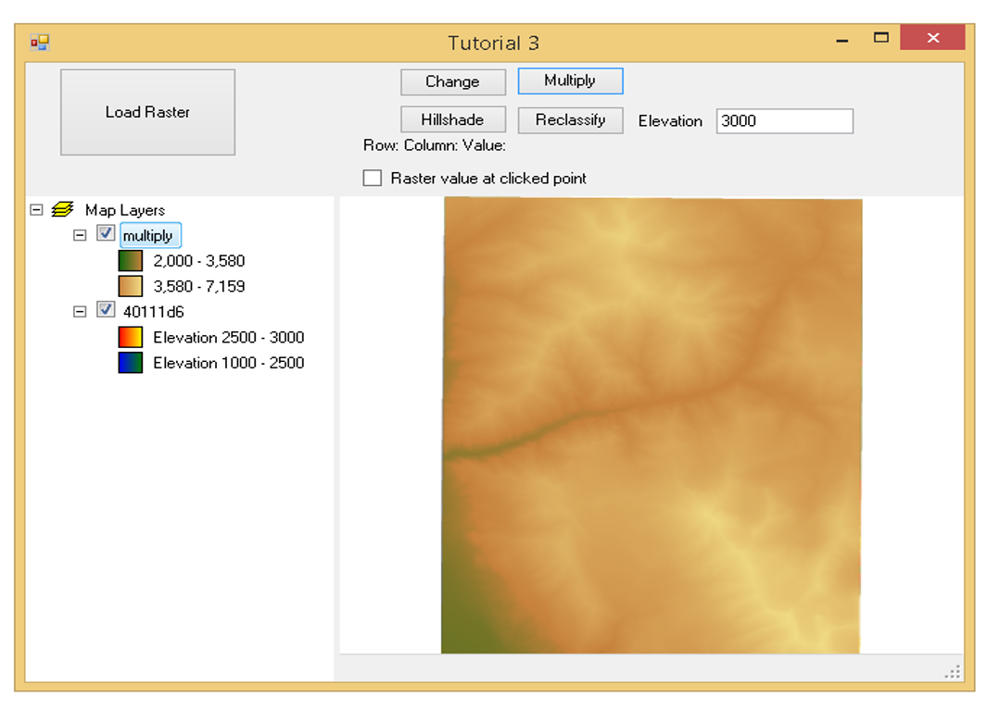 Tutorial 3
Load Raster
Change
Multiply
Hillshade
Reclassify
Elevation
3000
Row: Column: Value:
Raster value at clicked point
Map Layers
multiply
2,000 - 3,580
3,580 - 7,159
40111d6
Elevation 2500 - 3000
Elevation 1000 - 2500